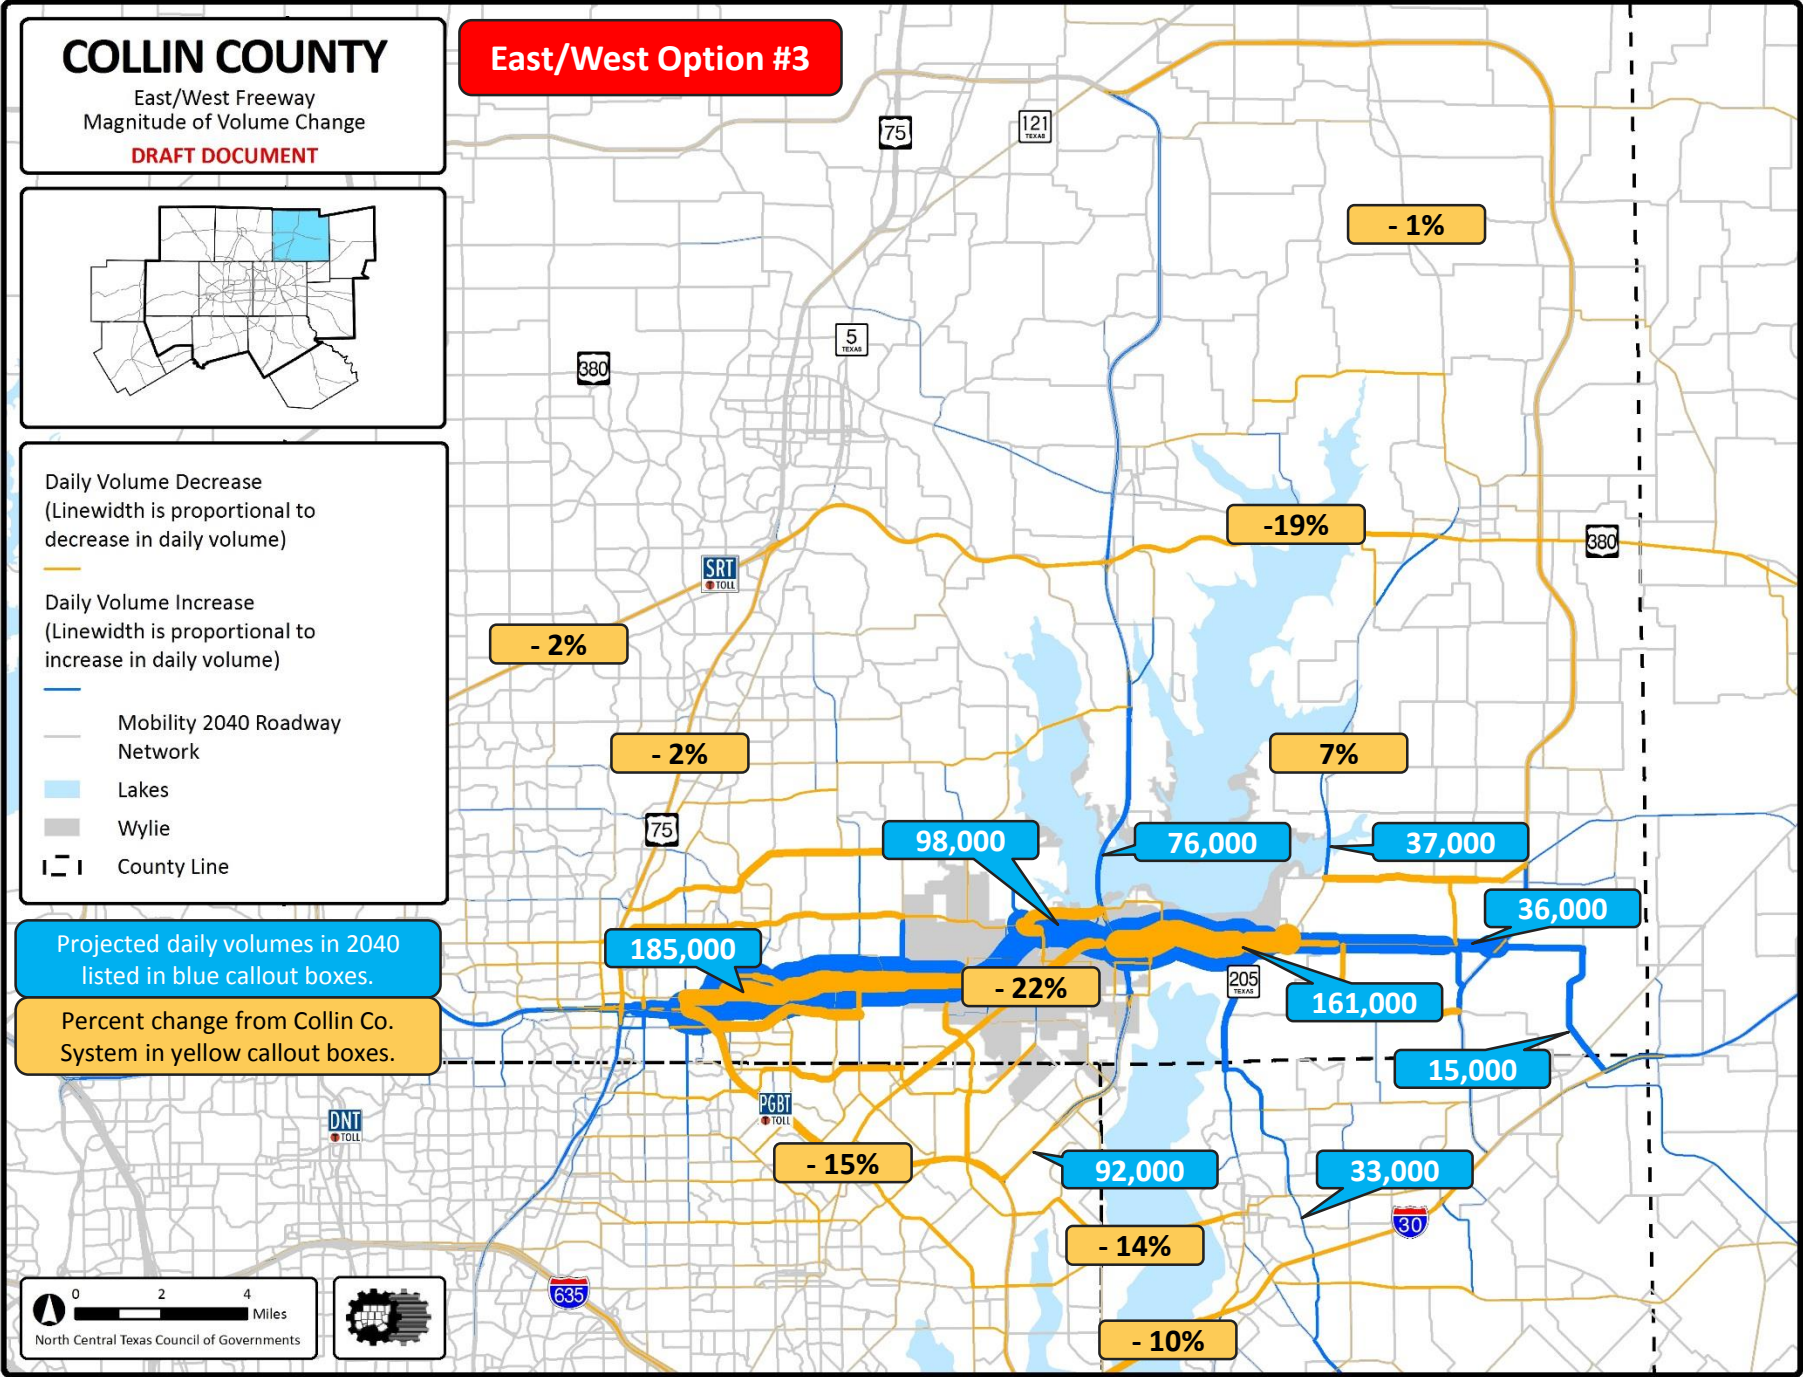 COLLIN COUNTY
East/West Freeway
Magnitude of Volume Change
DRAFT DOCUMENT
East/West Option #3
75
121
TEXAS
- 1%
5
TEXAS
380
Daily Volume Decrease
(Linewidth is proportional to
decrease in daily volume)
Daily Volume Increase
(Linewidth is proportional to
increase in daily volume)
Mobility 2040 Roadway
Network
Lakes
Wylie
County Line
-19%
380
SRT
TOLL
- 2%
- 2%
7%
75
98,000
76,000
37,000
36,000
Projected daily volumes in 2040
listed in blue callout boxes.
Percent change from Collin Co.
System in yellow callout boxes.
185,000
- 22%
205
TEXAS
161,000
15,000
DNT
TOLL
PGBT
TOLL
- 15%
92,000
33,000
30
- 14%
- 10%
635
0 2 4
Miles
North Central Texas Council of Governments